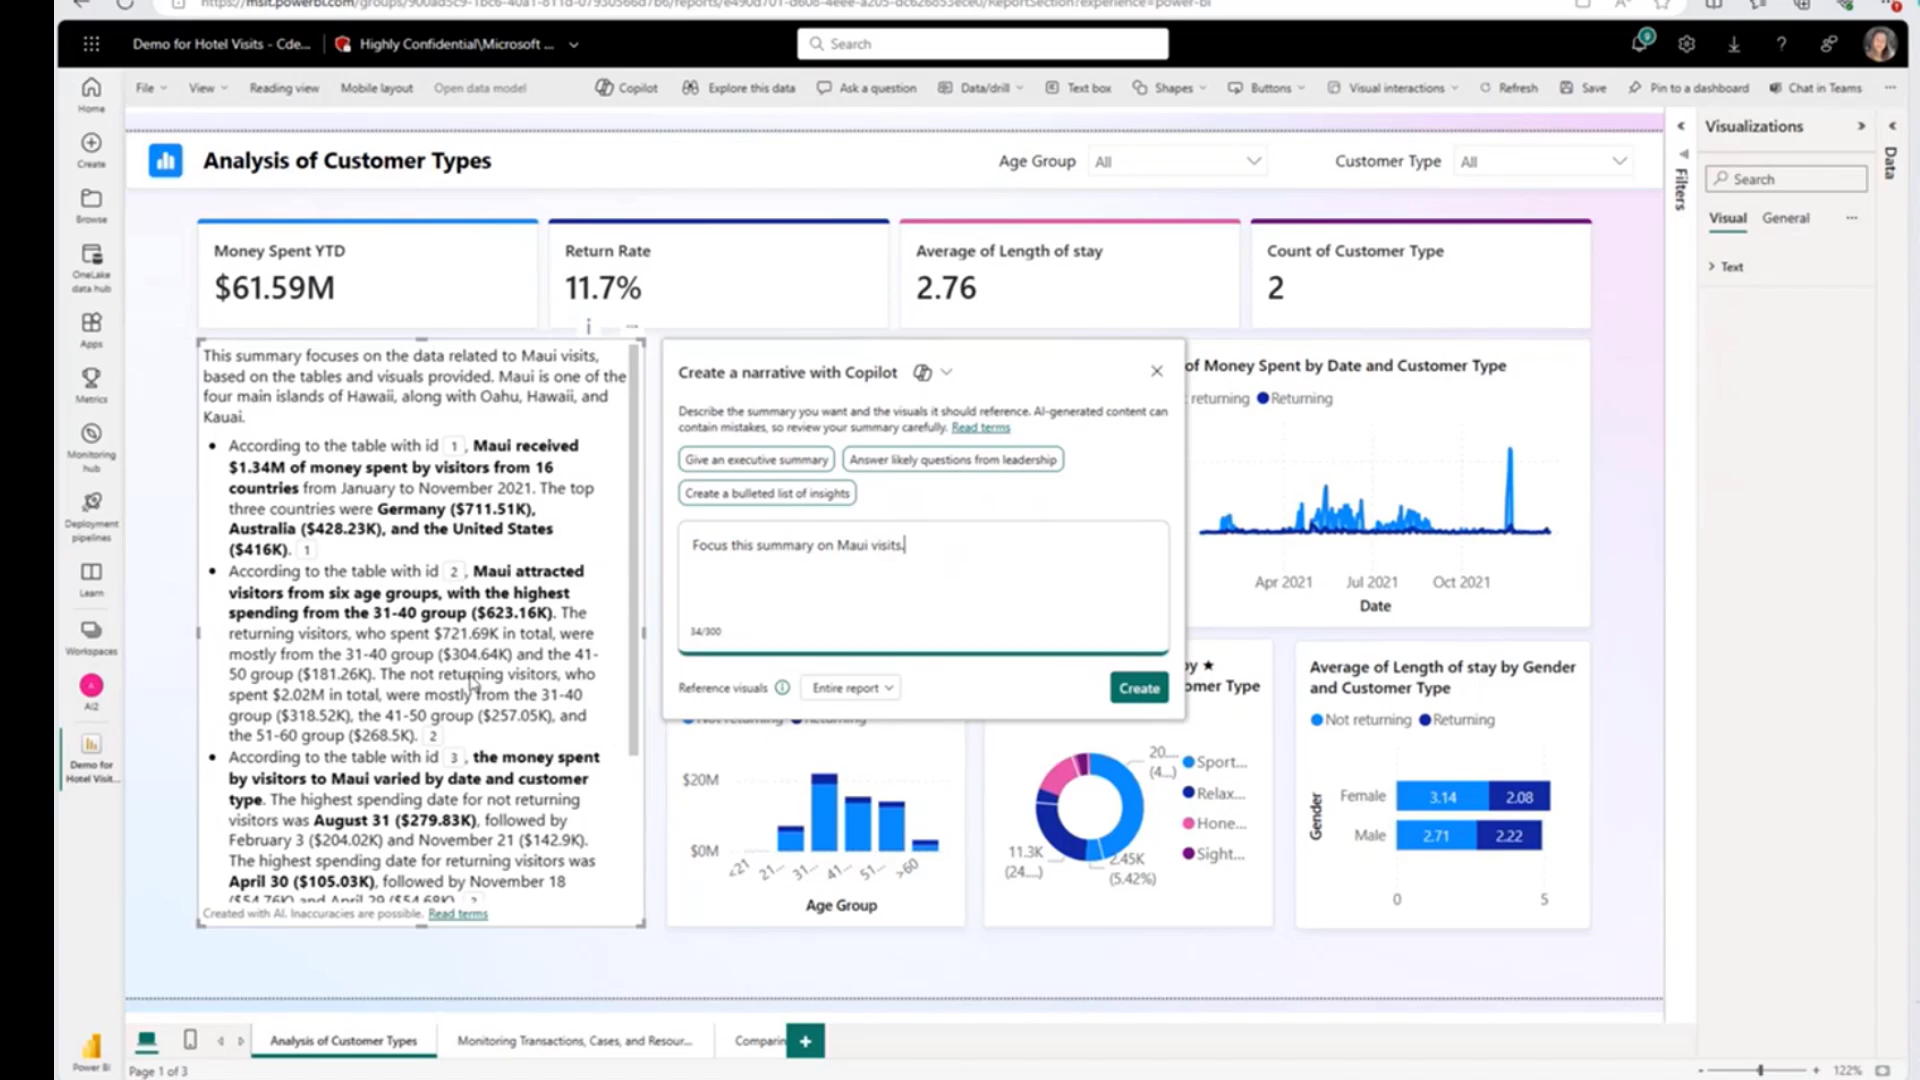 Demo for Hotel Visits - Cde...
Highly Confidential\Microsoft ...
Search
9
File
View
Reading view
Mobile layout
Open data model
Copilot
Explore this data
Ask a question
Data/drill
Text box
Shapes
Buttons
Visual interactions
Refresh
Save
Pin to a dashboard
Chat in Teams
Home
Create
Browse
OneLake
data hub
Apps
Metrics
Monitoring
hub
Deployment
pipelines
Learn
Workspaces
A
AI2
Demo for
Hotel Visit...
Power BI
Analysis of Customer Types
Age Group
All
Customer Type
All
Money Spent YTD
$61.59M
Return Rate
11.7%
Average of Length of stay
2.76
Count of Customer Type
2
This summary focuses on the data related to Maui visits,
based on the tables and visuals provided. Maui is one of the
four main islands of Hawaii, along with Oahu, Hawaii, and
Kauai.
• According to the table with id 1 , Maui received
$1.34M of money spent by visitors from 16
countries from January to November 2021. The top
three countries were Germany ($711.51K),
Australia ($428.23K), and the United States
($416K). 1
• According to the table with id 2 , Maui attracted
visitors from six age groups, with the highest
spending from the 31-40 group ($623.16K). The
returning visitors, who spent $721.69K in total, were
mostly from the 31-40 group ($304.64K) and the 41-
50 group ($181.26K). The not returning visitors, who
spent $2.02M in total, were mostly from the 31-40
group ($318.52K), the 41-50 group ($257.05K), and
the 51-60 group ($268.5K). 2
• According to the table with id 3 , the money spent
by visitors to Maui varied by date and customer
type. The highest spending date for not returning
visitors was August 31 ($279.83K), followed by
February 3 ($204.02K) and November 21 ($142.9K).
The highest spending date for returning visitors was
April 30 ($105.03K), followed by November 18
($54.76K) and April 29 ($54.68K).
Created with AI. Inaccuracies are possible. Read terms
Create a narrative with Copilot
Describe the summary you want and the visuals it should reference. AI-generated content can
contain mistakes, so review your summary carefully. Read terms
Give an executive summary
Answer likely questions from leadership
Create a bulleted list of insights
Focus this summary on Maui visits.
34/300
Reference visuals
Entire report
Create
of Money Spent by Date and Customer Type
returning
Returning
Apr 2021
Jul 2021
Oct 2021
Date
$20M
$0M
<21
21...
31...
41...
51...
>60
Age Group
by ★
omer Type
20...
(4...)
11.3K
(24....)
2.45K
(5.42%)
Sport...
Relax...
Hone...
Sight...
Average of Length of stay by Gender
and Customer Type
Not returning
Returning
Gender
Female
3.14
2.08
Male
2.71
2.22
0
5
Filters
Visualizations
Search
Visual
General
Text
Data
Analysis of Customer Types
Monitoring Transactions, Cases, and Resour...
Comparin
Page 1 of 3
122%